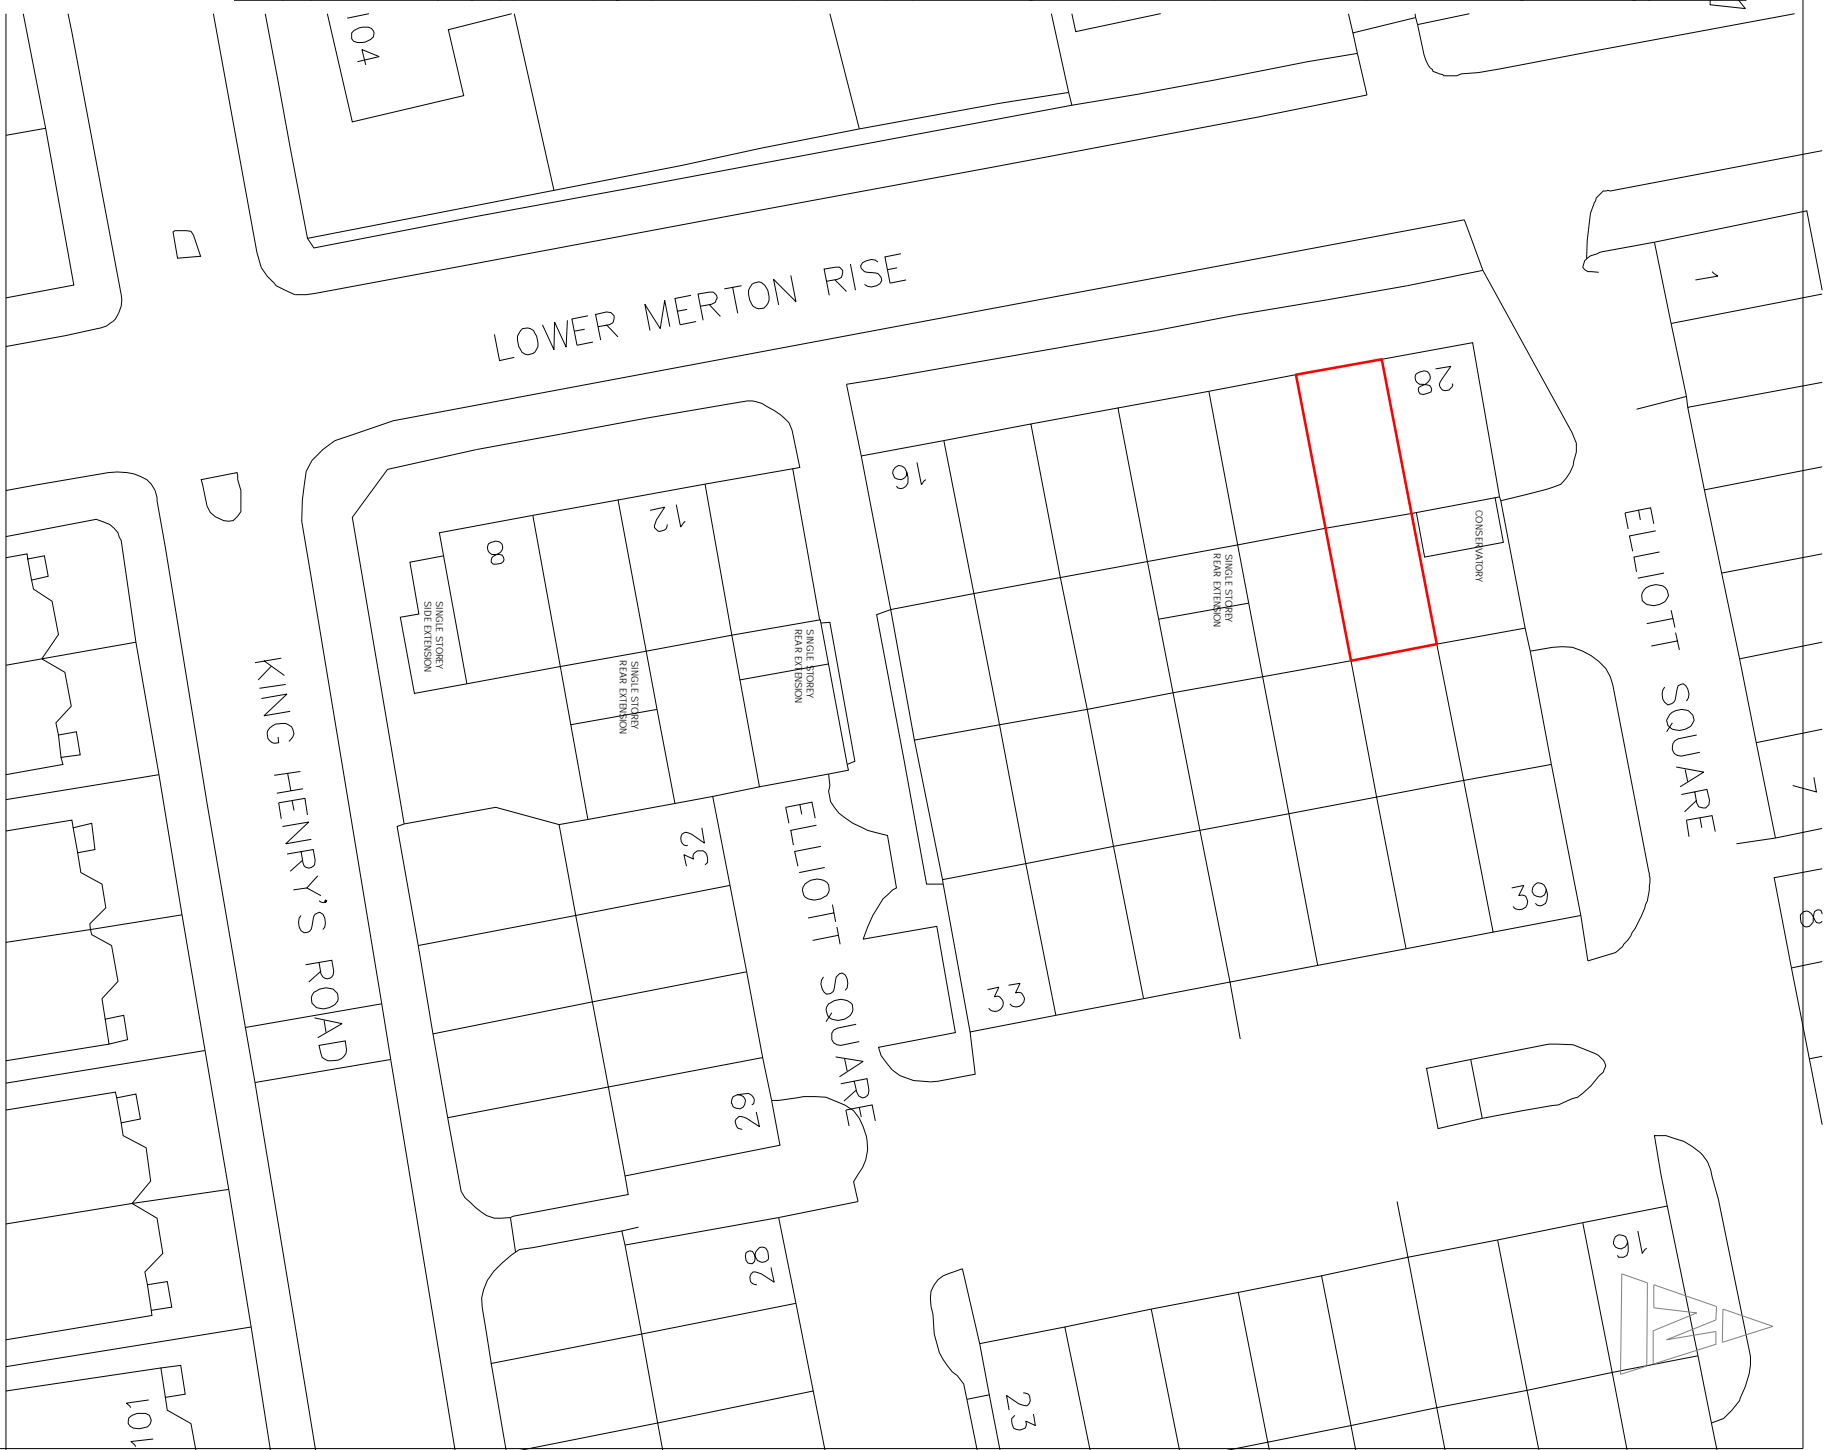 104
LOWER MERTON RISE
1
28
16
12
8
CONSERVATORY
SINGLE STOREY
REAR EXTENSION
SINGLE STOREY
SIDE EXTENSION
SINGLE STOREY
REAR EXTENSION
SINGLE STOREY
REAR EXTENSION
ELLIOTT SQUARE
KING HENRY'S ROAD
7
32
ELLIOTT SQUARE
39
8
33
29
28
16
N
23
101